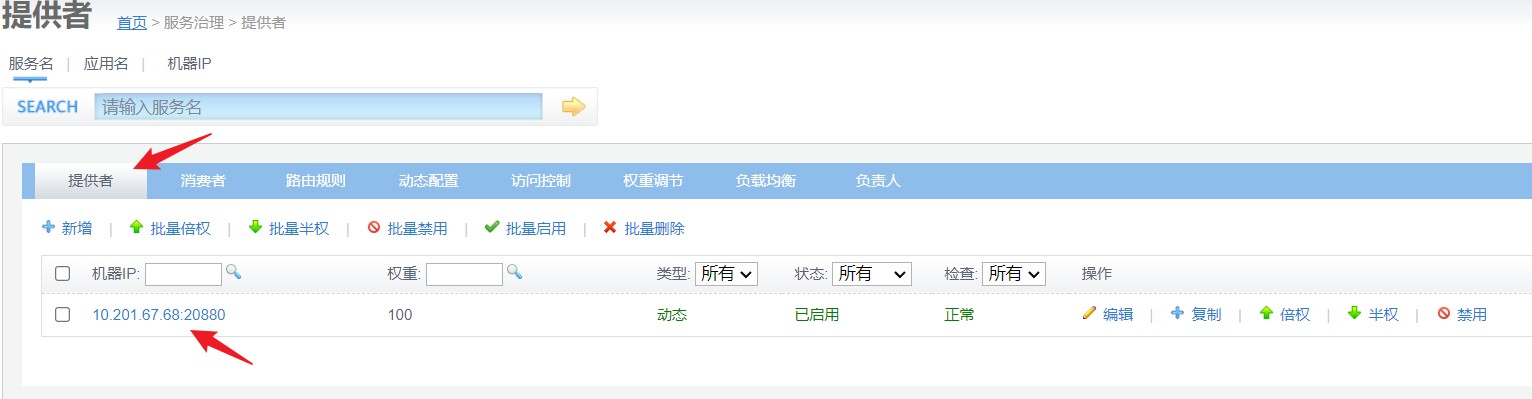 提供者 首页 > 服务治理 > 提供者
服务名 | 应用名 | 机器IP
SEARCH 请输入服务名
提供者 消费者 路由规则 动态配置 访问控制 权重调节 负载均衡 负责人
新增 | 批量倍权 | 批量半权 | 批量禁用 | 批量启用 | 批量删除
机器IP: 权重: 类型: 所有 状态: 所有 检查: 所有 操作
10.201.67.68:20880 100 动态 已启用 正常 编辑 | 复制 | 倍权 | 半权 | 禁用